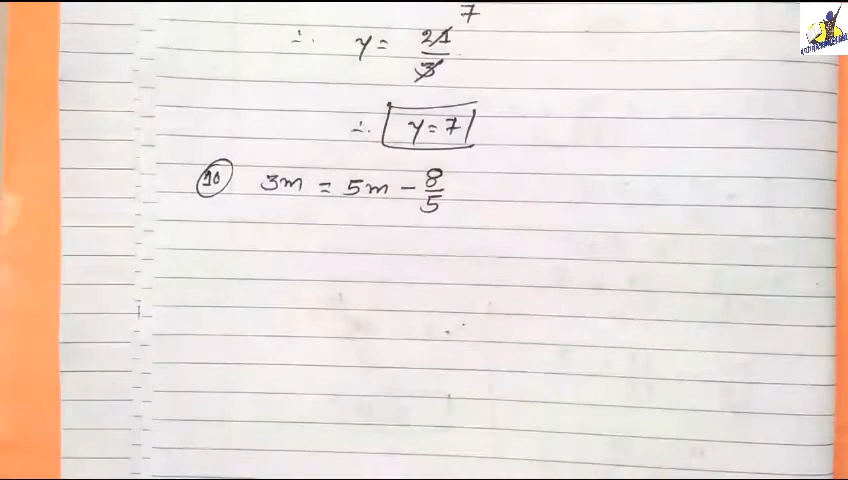 7
∴ y = 21/3
∴ y = 7
10 3m = 5m - 8/5